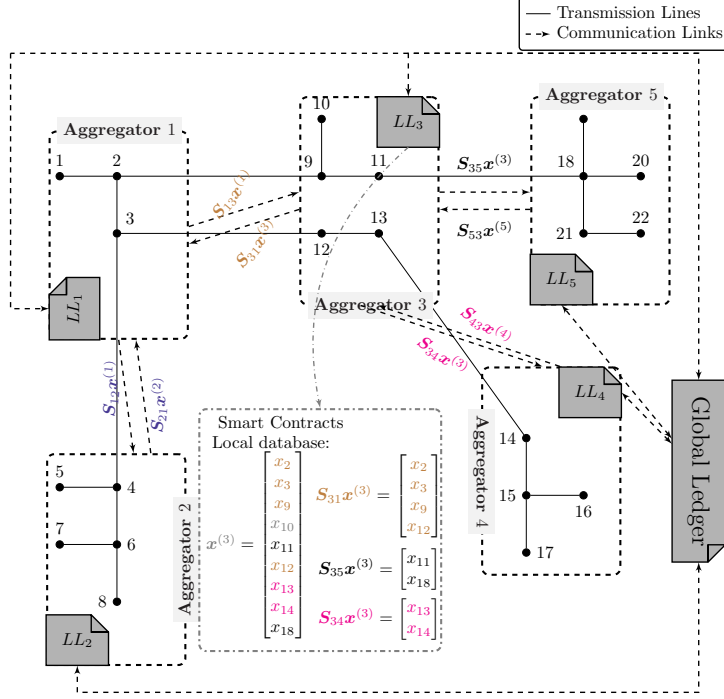 Transmission Lines
Communication Links
Aggregator 1
1
2
3
LL₁
S₁₃x⁽¹⁾
S₃₁x⁽³⁾
10
9
11
LL₃
12
13
Aggregator 3
S₃₅x⁽³⁾
S₅₃x⁽⁵⁾
Aggregator 5
18
20
21
22
LL₅
S₄₃x⁽⁴⁾
S₃₄x⁽³⁾
S₁₂x⁽¹⁾
S₂₁x⁽²⁾
Aggregator 2
5
4
7
6
8
LL₂
Smart Contracts
Local database:
x⁽³⁾ = [x₂ x₃ x₉ x₁₀ x₁₁ x₁₂ x₁₃ x₁₄ x₁₈]
S₃₁x⁽³⁾ = [x₂ x₃ x₉ x₁₂]
S₃₅x⁽³⁾ = [x₁₁ x₁₈]
S₃₄x⁽³⁾ = [x₁₃ x₁₄]
Aggregator 4
LL₄
14
15
16
17
Global Ledger